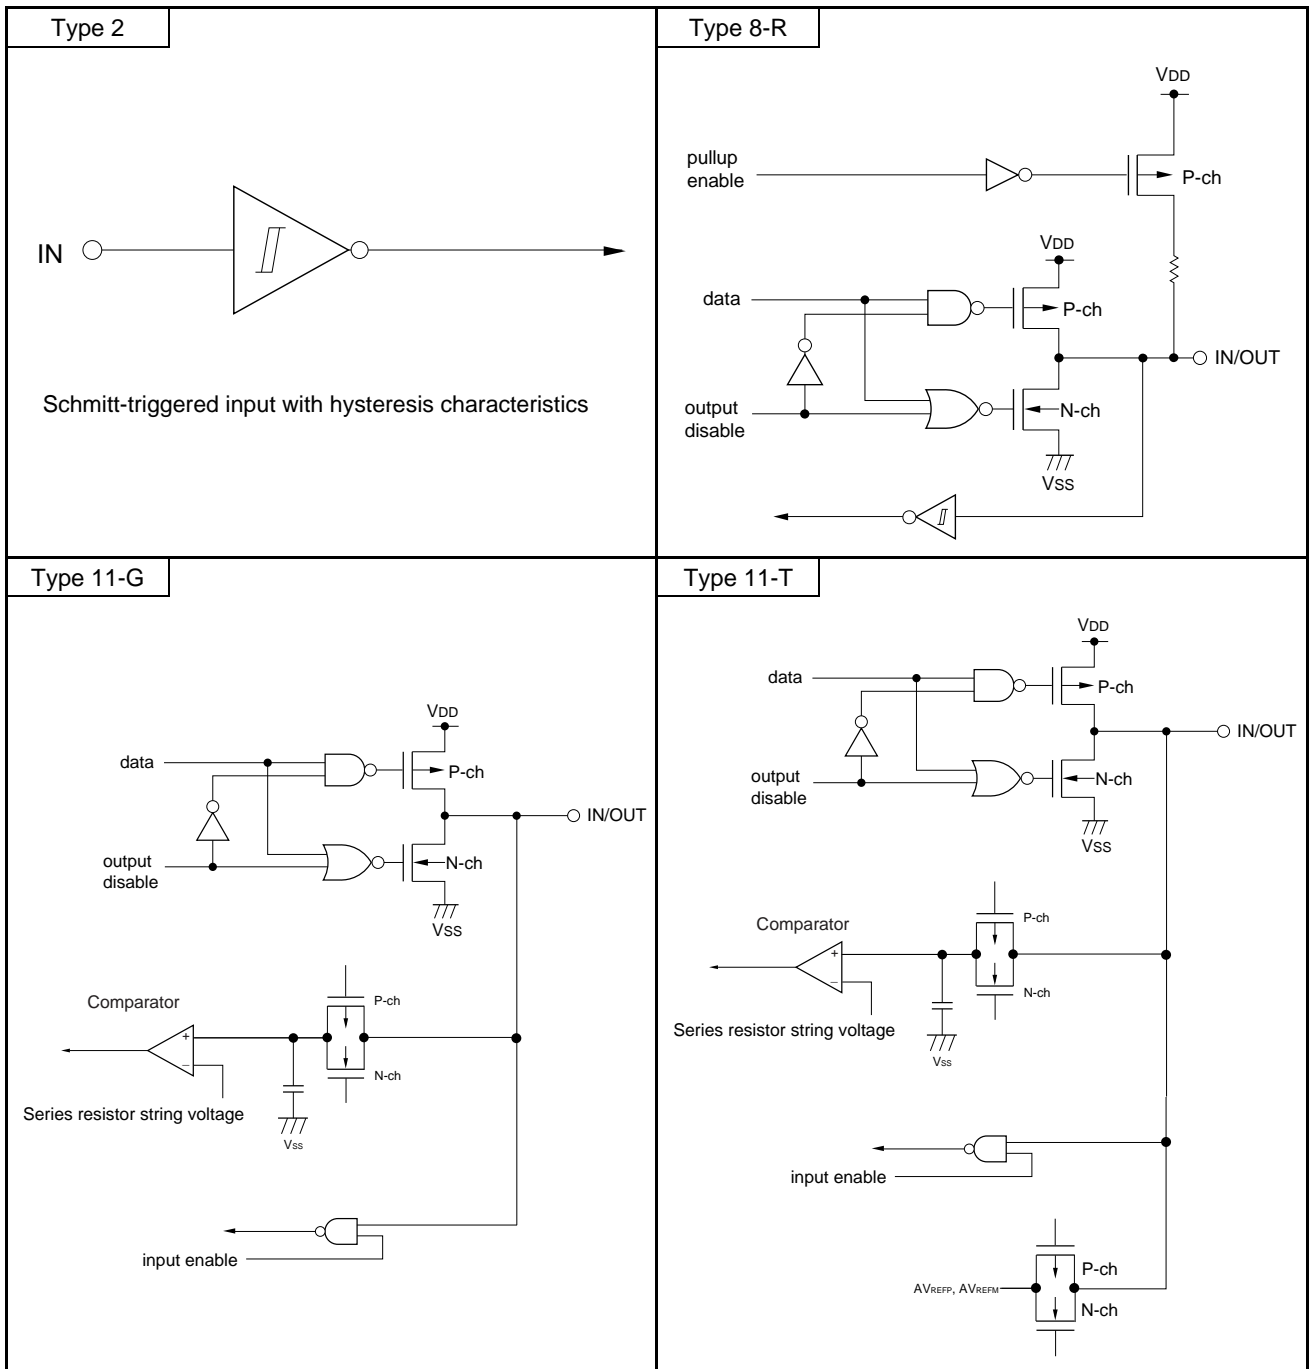 Type 2
IN
Schmitt-triggered input with hysteresis characteristics
Type 8-R
VDD
pullup
enable
P-ch
VDD
data
P-ch
IN/OUT
output
disable
N-ch
VSS
Type 11-G
VDD
data
P-ch
IN/OUT
output
disable
N-ch
VSS
P-ch
Comparator
+
−
N-ch
Series resistor string voltage
VSS
input enable
Type 11-T
VDD
data
P-ch
IN/OUT
output
disable
N-ch
VSS
P-ch
Comparator
+
−
N-ch
Series resistor string voltage
VSS
input enable
P-ch
AVREFP, AVREFM
N-ch